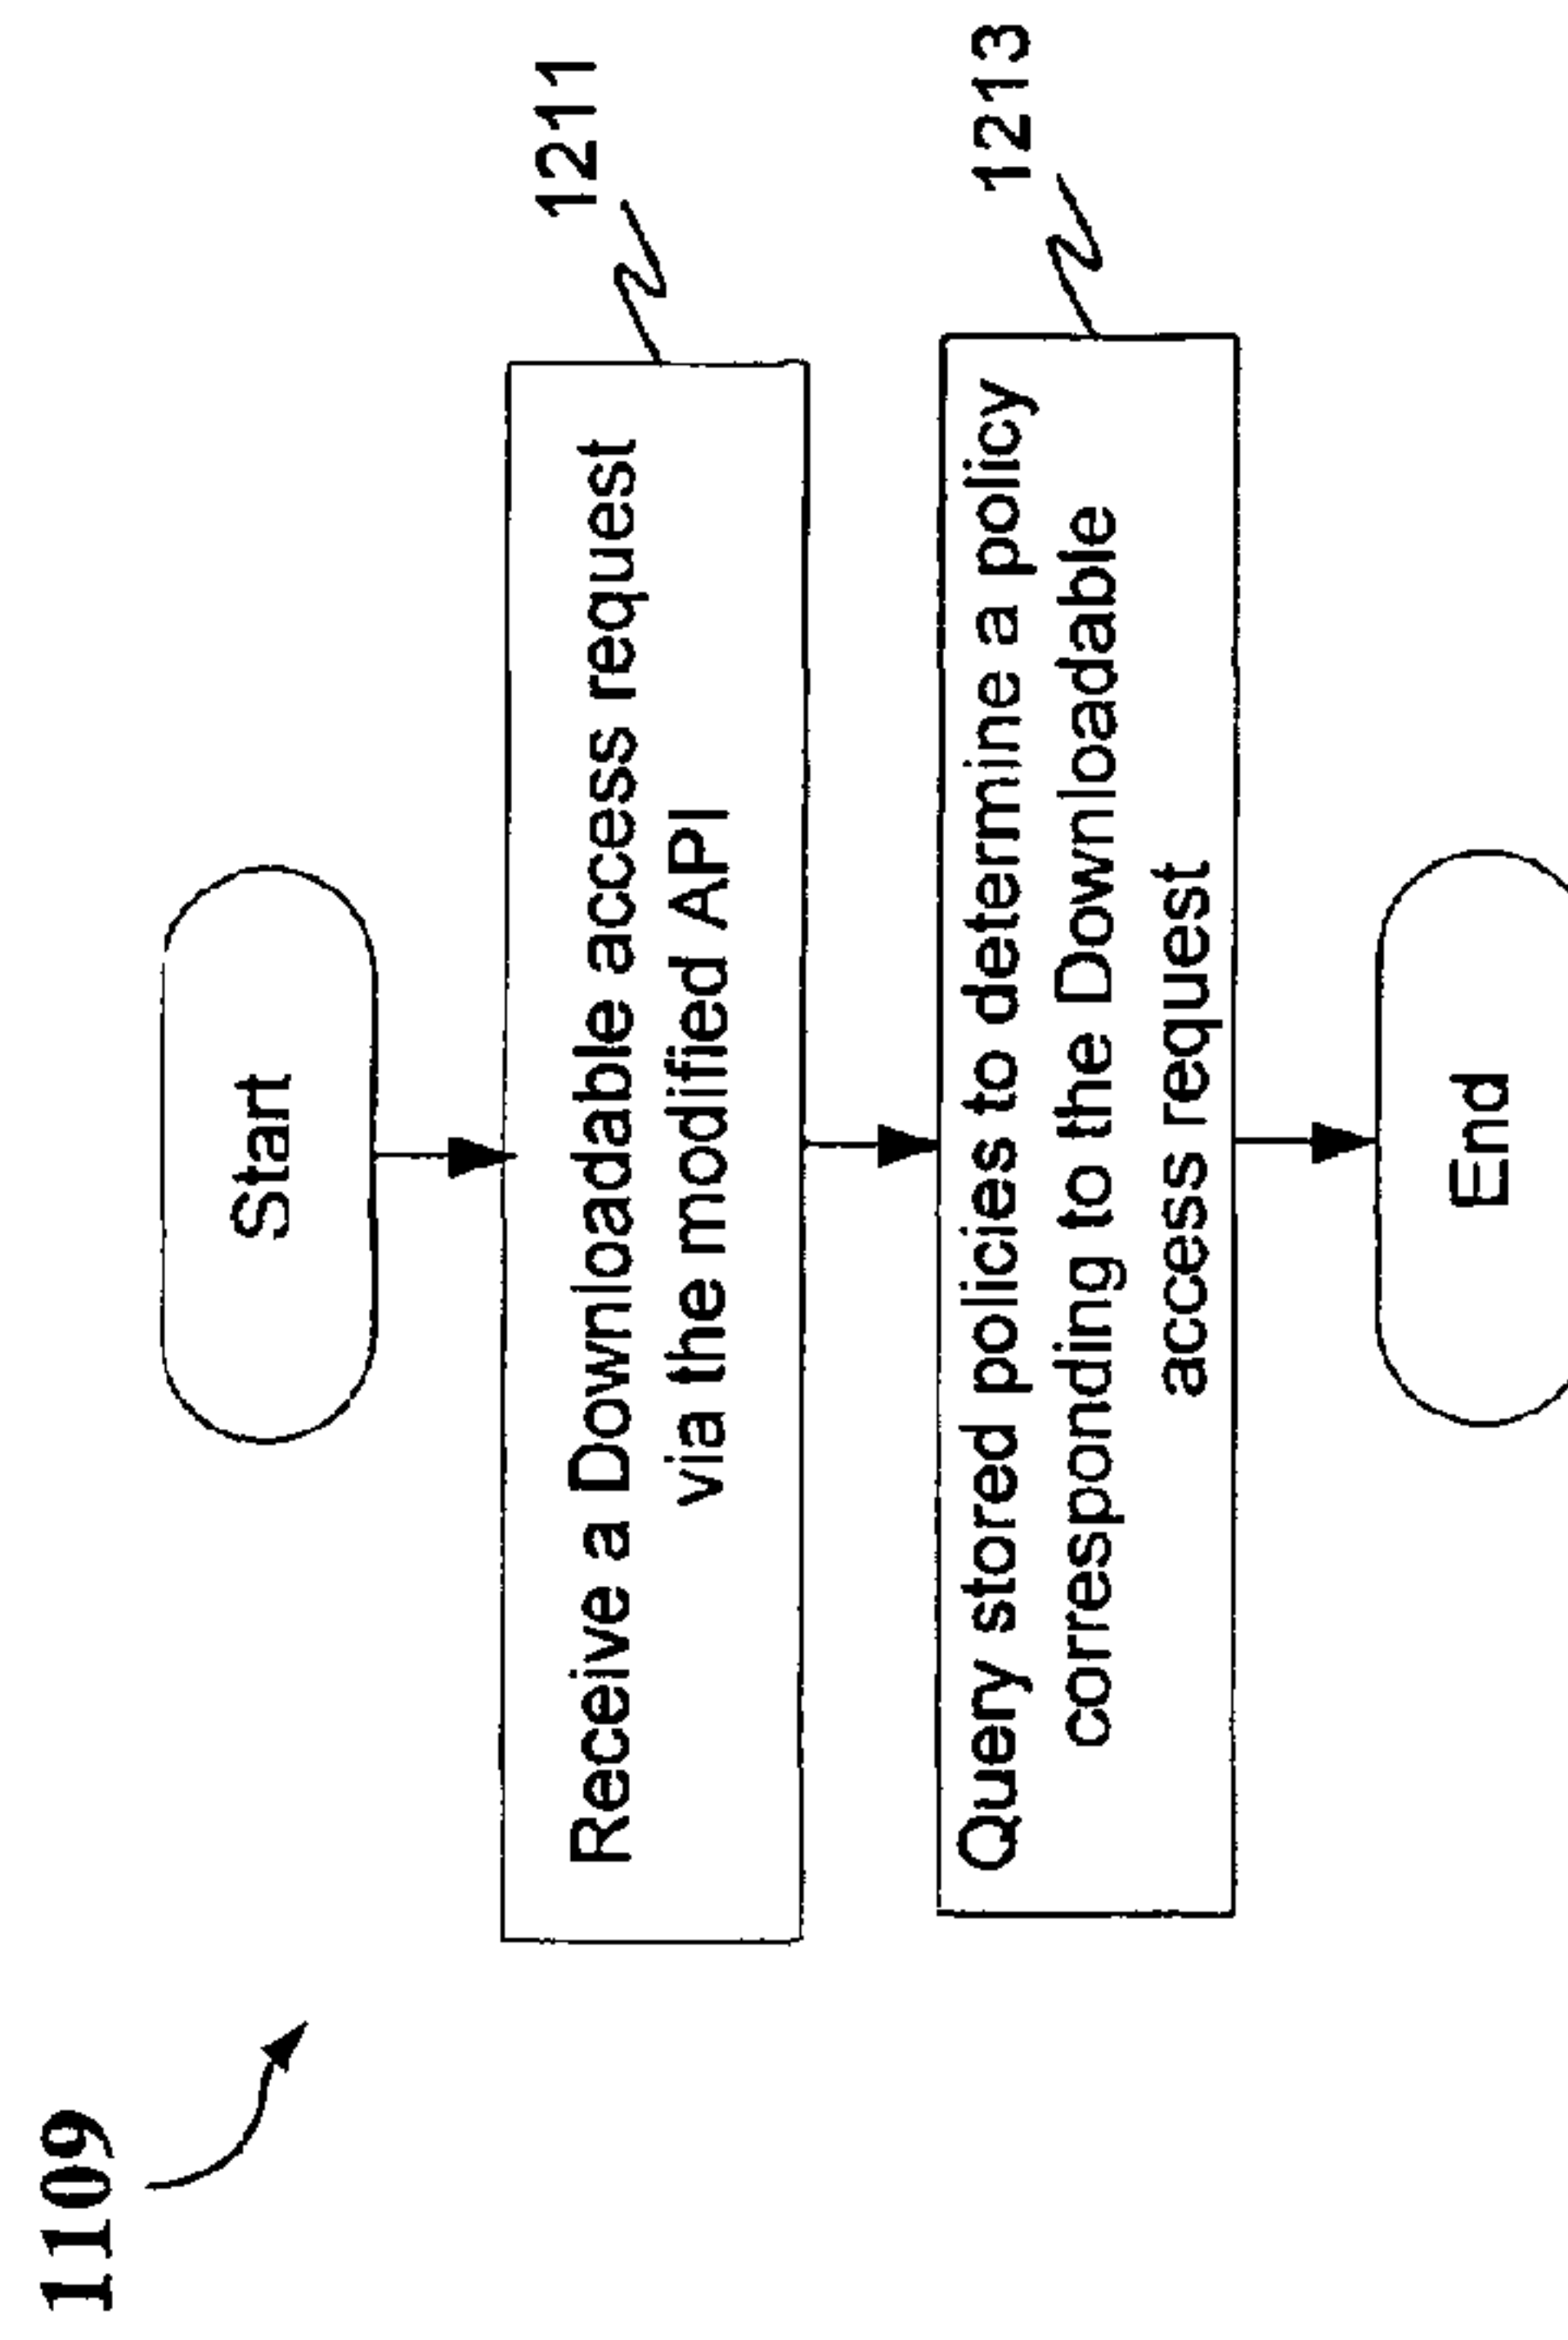 1109
Start
Receive a Downloadable access request
via the modified API
1211
Query stored policies to determine a policy
corresponding to the Downloadable
access request
1213
End